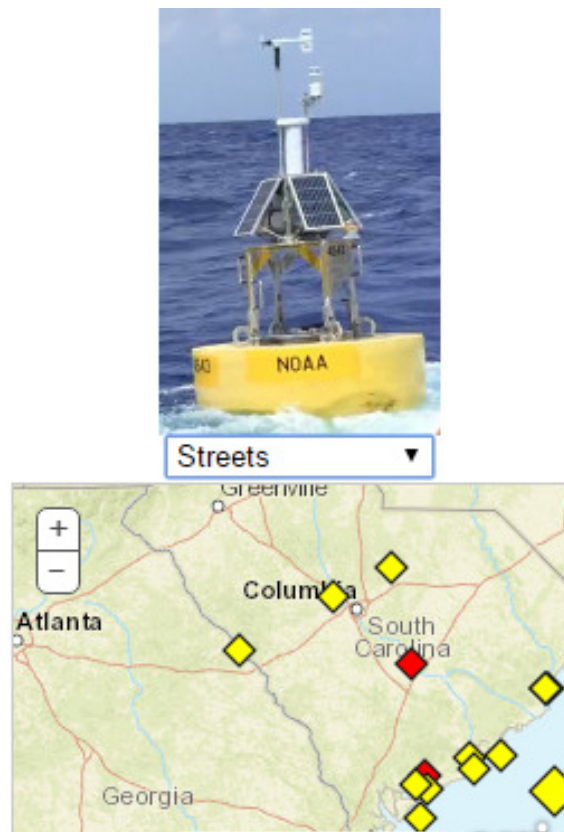 NOAA
Streets
Greenville
+
−
Columbia
Atlanta
South
Carolina
Georgia